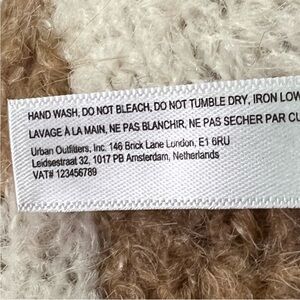 HAND WASH, DO NOT BLEACH, DO NOT TUMBLE DRY, IRON LOW
LAVAGE À LA MAIN, NE PAS BLANCHIR, NE PAS SECHER PAR CU
Urban Outfitters, Inc. 146 Brick Lane London, E1 6RU
Leidsestraat 32, 1017 PB Amsterdam, Netherlands
VAT# 123456789